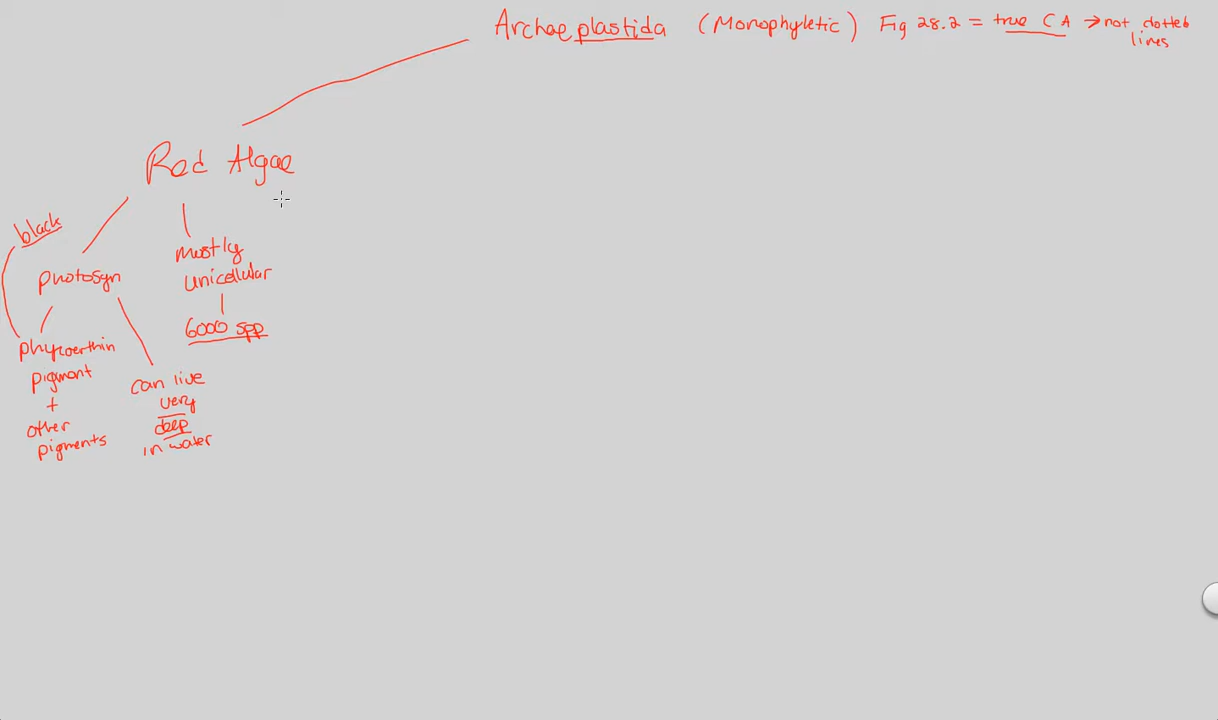 Archaeplastida (Monophyletic) Fig 28.2 = true CA → not dotted
lines
Red Algae
black
photosyn
mostly
unicellular
6000 spp
phycoerthin
pigment
+
other
pigments
can live
very
deep
in water